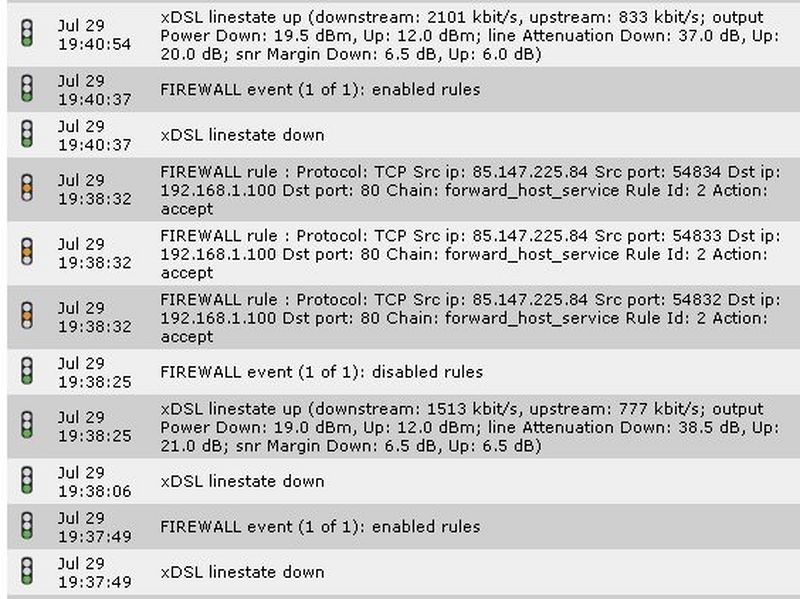 xDSL linestate up (downstream: 2101 kbit/s, upstream: 833 kbit/s; output
Jul 29
19:40:54
Power Down: 19.5 dBm, Up: 12.0 dBm; line Attenuation Down: 37.0 dB, Up:
20.0 dB; snr Margin Down: 6.5 dB, Up: 6.0 dB)
Jul 29
19:40:37
FIREWALL event (1 of 1): enabled rules
Jul 29
19:40:37
xDSL linestate down
Jul 29
19:38:32
FIREWALL rule : Protocol: TCP Src ip: 85.147.225.84 Src port: 54834 Dst ip:
192.168.1.100 Dst port: 80 Chain: forward_host_service Rule Id: 2 Action:
accept
Jul 29
19:38:32
FIREWALL rule : Protocol: TCP Src ip: 85.147.225.84 Src port: 54833 Dst ip:
192.168.1.100 Dst port: 80 Chain: forward_host_service Rule Id: 2 Action:
accept
Jul 29
19:38:32
FIREWALL rule : Protocol: TCP Src ip: 85.147.225.84 Src port: 54832 Dst ip:
192.168.1.100 Dst port: 80 Chain: forward_host_service Rule Id: 2 Action:
accept
Jul 29
19:38:25
FIREWALL event (1 of 1): disabled rules
Jul 29
19:38:25
xDSL linestate up (downstream: 1513 kbit/s, upstream: 777 kbit/s; output
Power Down: 19.0 dBm, Up: 12.0 dBm; line Attenuation Down: 38.5 dB, Up:
21.0 dB; snr Margin Down: 6.5 dB, Up: 6.5 dB)
Jul 29
19:38:06
xDSL linestate down
Jul 29
19:37:49
FIREWALL event (1 of 1): enabled rules
Jul 29
19:37:49
xDSL linestate down